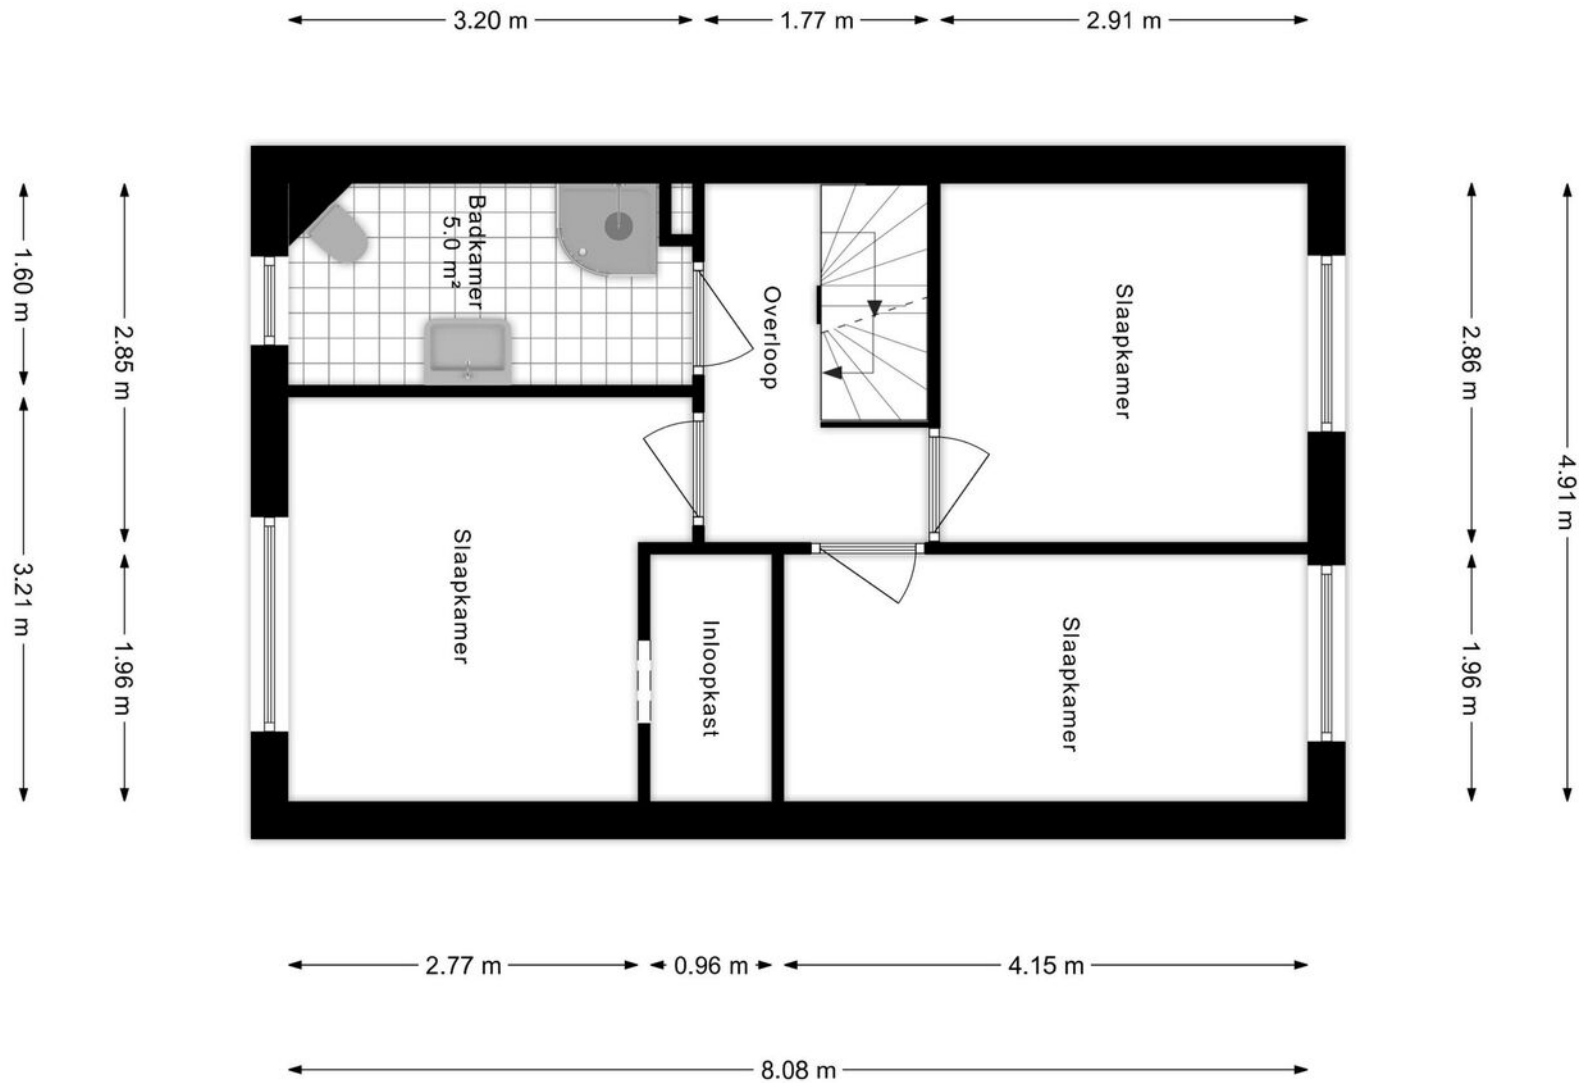 3.20 m
1.77 m
2.91 m
1.60 m
3.21 m
2.85 m
1.96 m
Badkamer
5.0 m²
Overloop
Slaapkamer
Slaapkamer
Inloopkast
Slaapkamer
2.86 m
1.96 m
4.91 m
2.77 m
0.96 m
4.15 m
8.08 m